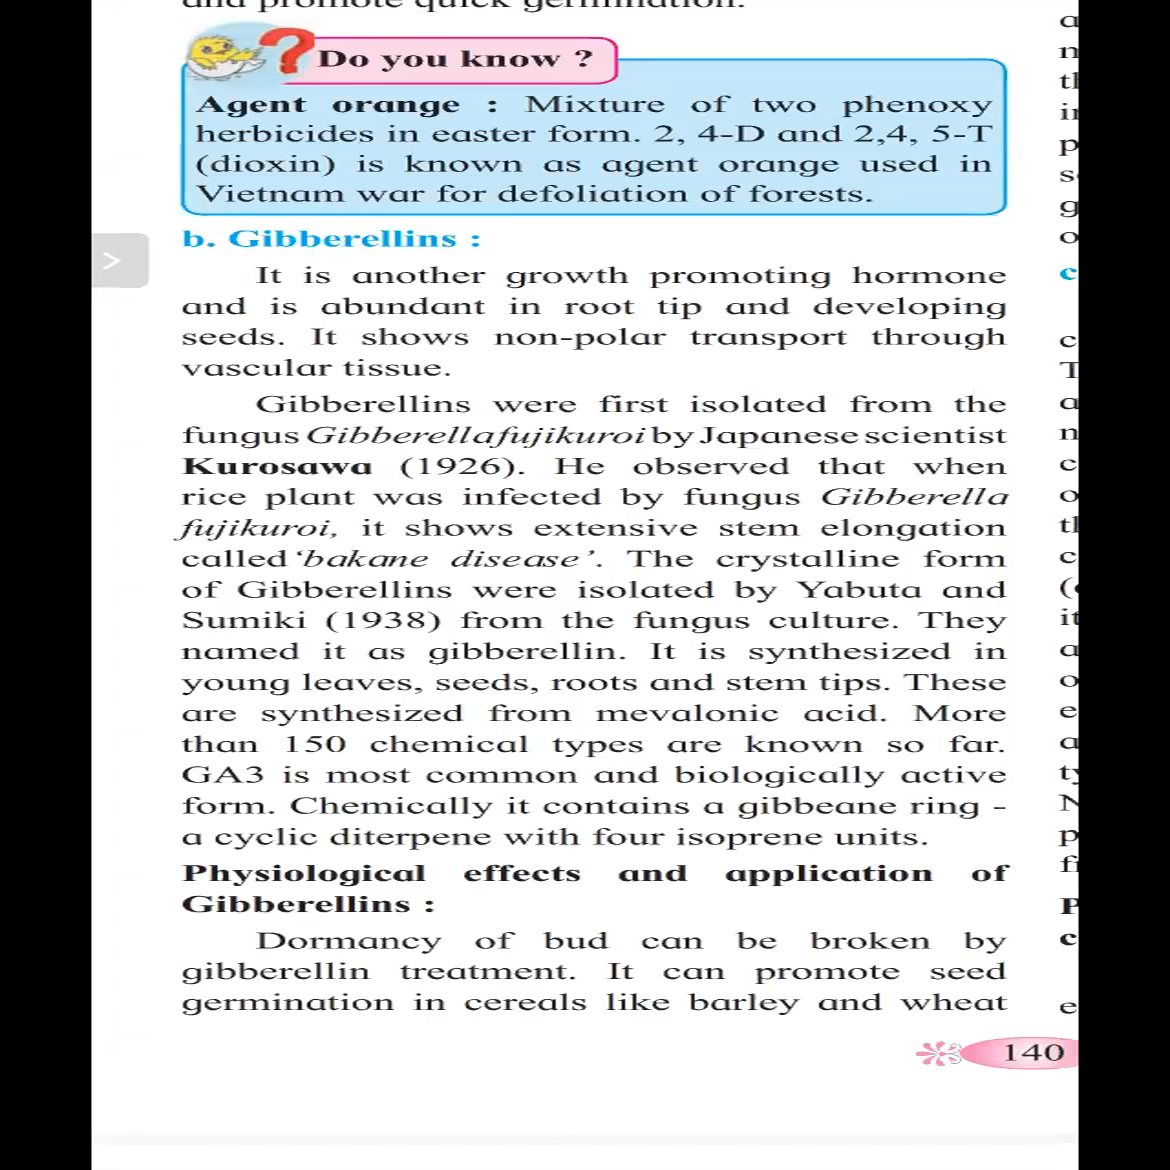 and promote quick germination.
Do you know ?
Agent orange : Mixture of two phenoxy
herbicides in easter form. 2, 4-D and 2,4, 5-T
(dioxin) is known as agent orange used in
Vietnam war for defoliation of forests.
b. Gibberellins :
It is another growth promoting hormone
and is abundant in root tip and developing
seeds. It shows non-polar transport through
vascular tissue.
Gibberellins were first isolated from the
fungus Gibberella fujikuroi by Japanese scientist
Kurosawa (1926). He observed that when
rice plant was infected by fungus Gibberella
fujikuroi, it shows extensive stem elongation
called ‘bakane disease’. The crystalline form
of Gibberellins were isolated by Yabuta and
Sumiki (1938) from the fungus culture. They
named it as gibberellin. It is synthesized in
young leaves, seeds, roots and stem tips. These
are synthesized from mevalonic acid. More
than 150 chemical types are known so far.
GA3 is most common and biologically active
form. Chemically it contains a gibbeane ring -
a cyclic diterpene with four isoprene units.
Physiological effects and application of
Gibberellins :
Dormancy of bud can be broken by
gibberellin treatment. It can promote seed
germination in cereals like barley and wheat
140